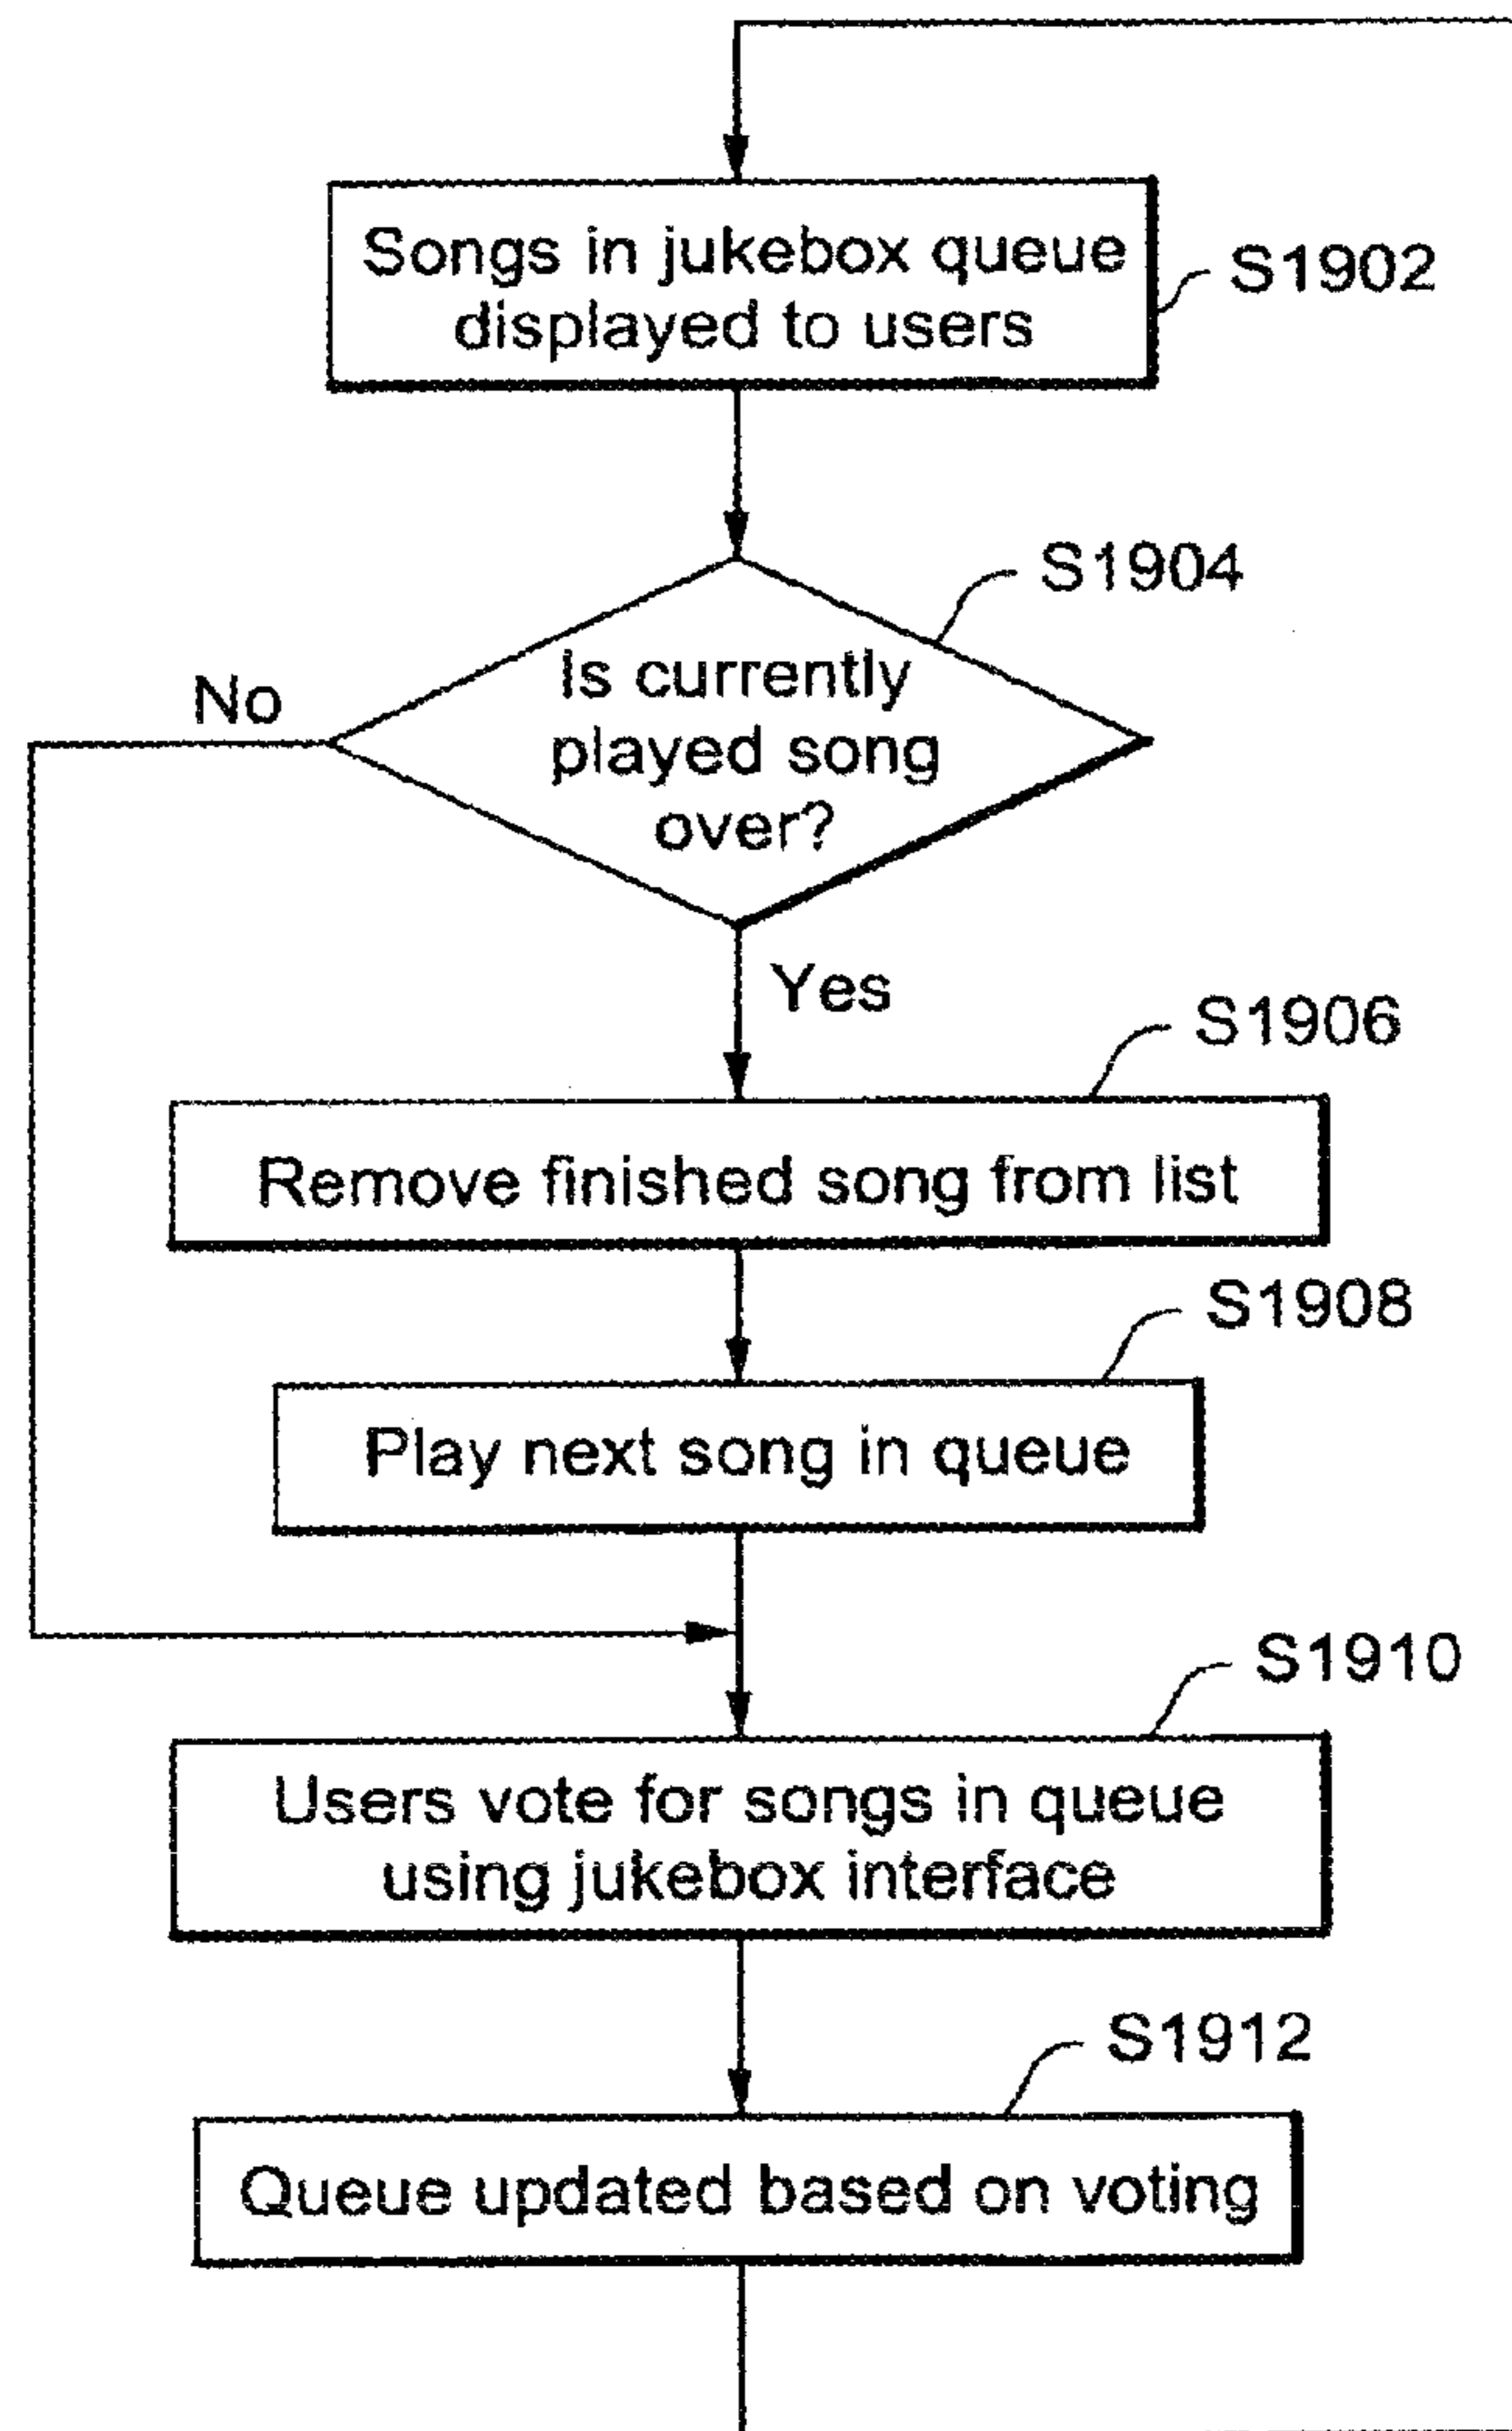 Songs in jukebox queue
displayed to users
S1902
S1904
Is currently
played song
over?
No
Yes
S1906
Remove finished song from list
S1908
Play next song in queue
S1910
Users vote for songs in queue
using jukebox interface
S1912
Queue updated based on voting